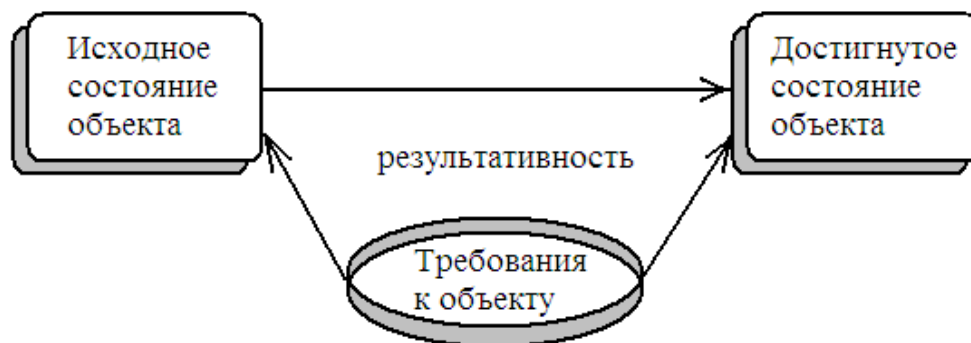 Исходное
состояние
объекта
Достигнутое
состояние
объекта
результативность
Требования
к объекту